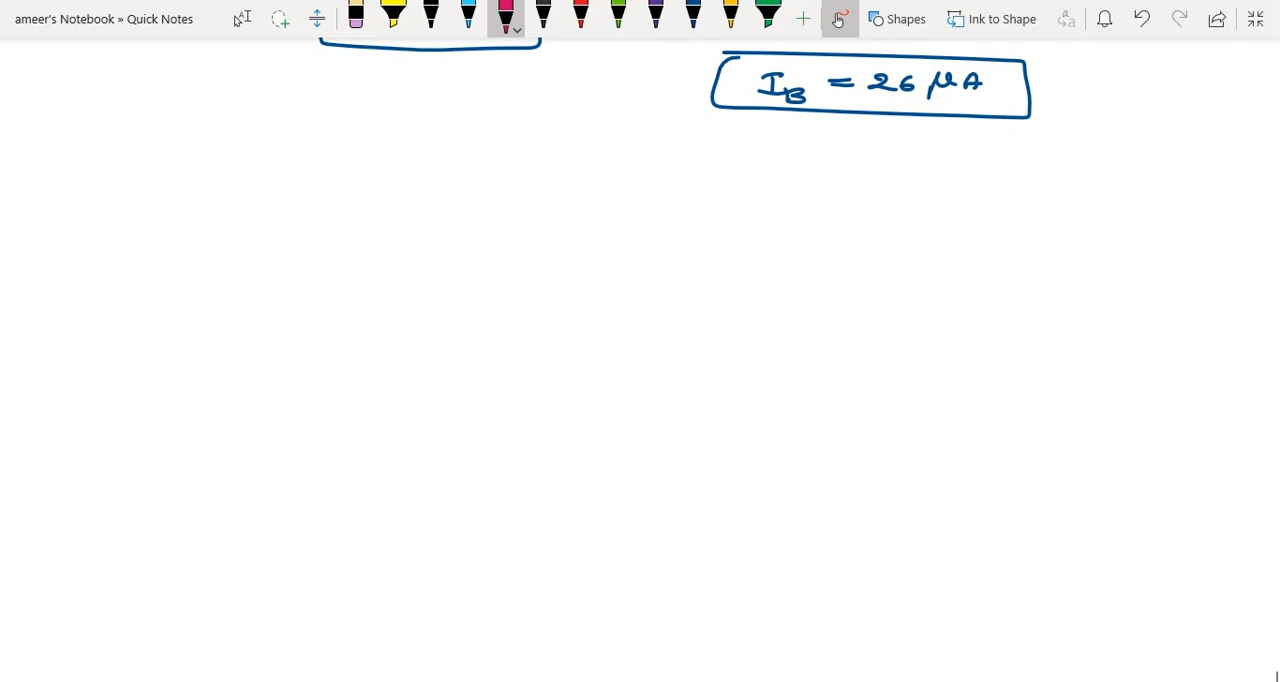 ameer's Notebook » Quick Notes
Shapes
Ink to Shape
I_B = 26 μA